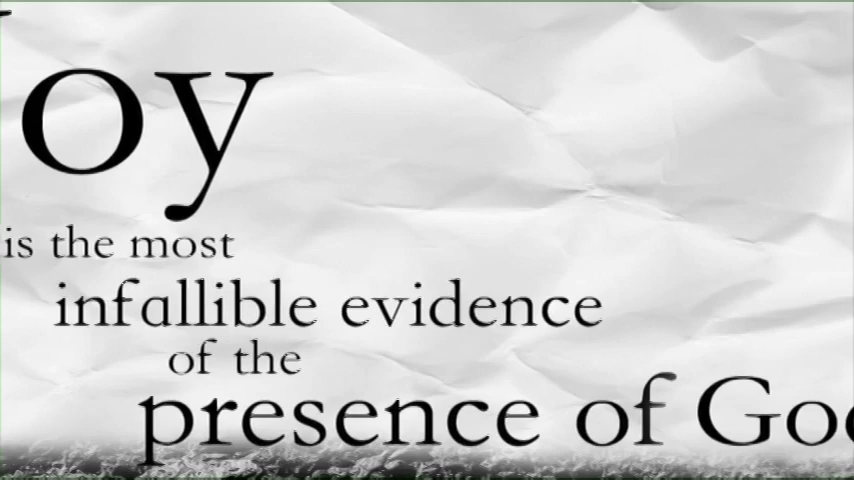 oy
is the most
infallible evidence
of the
presence of Go